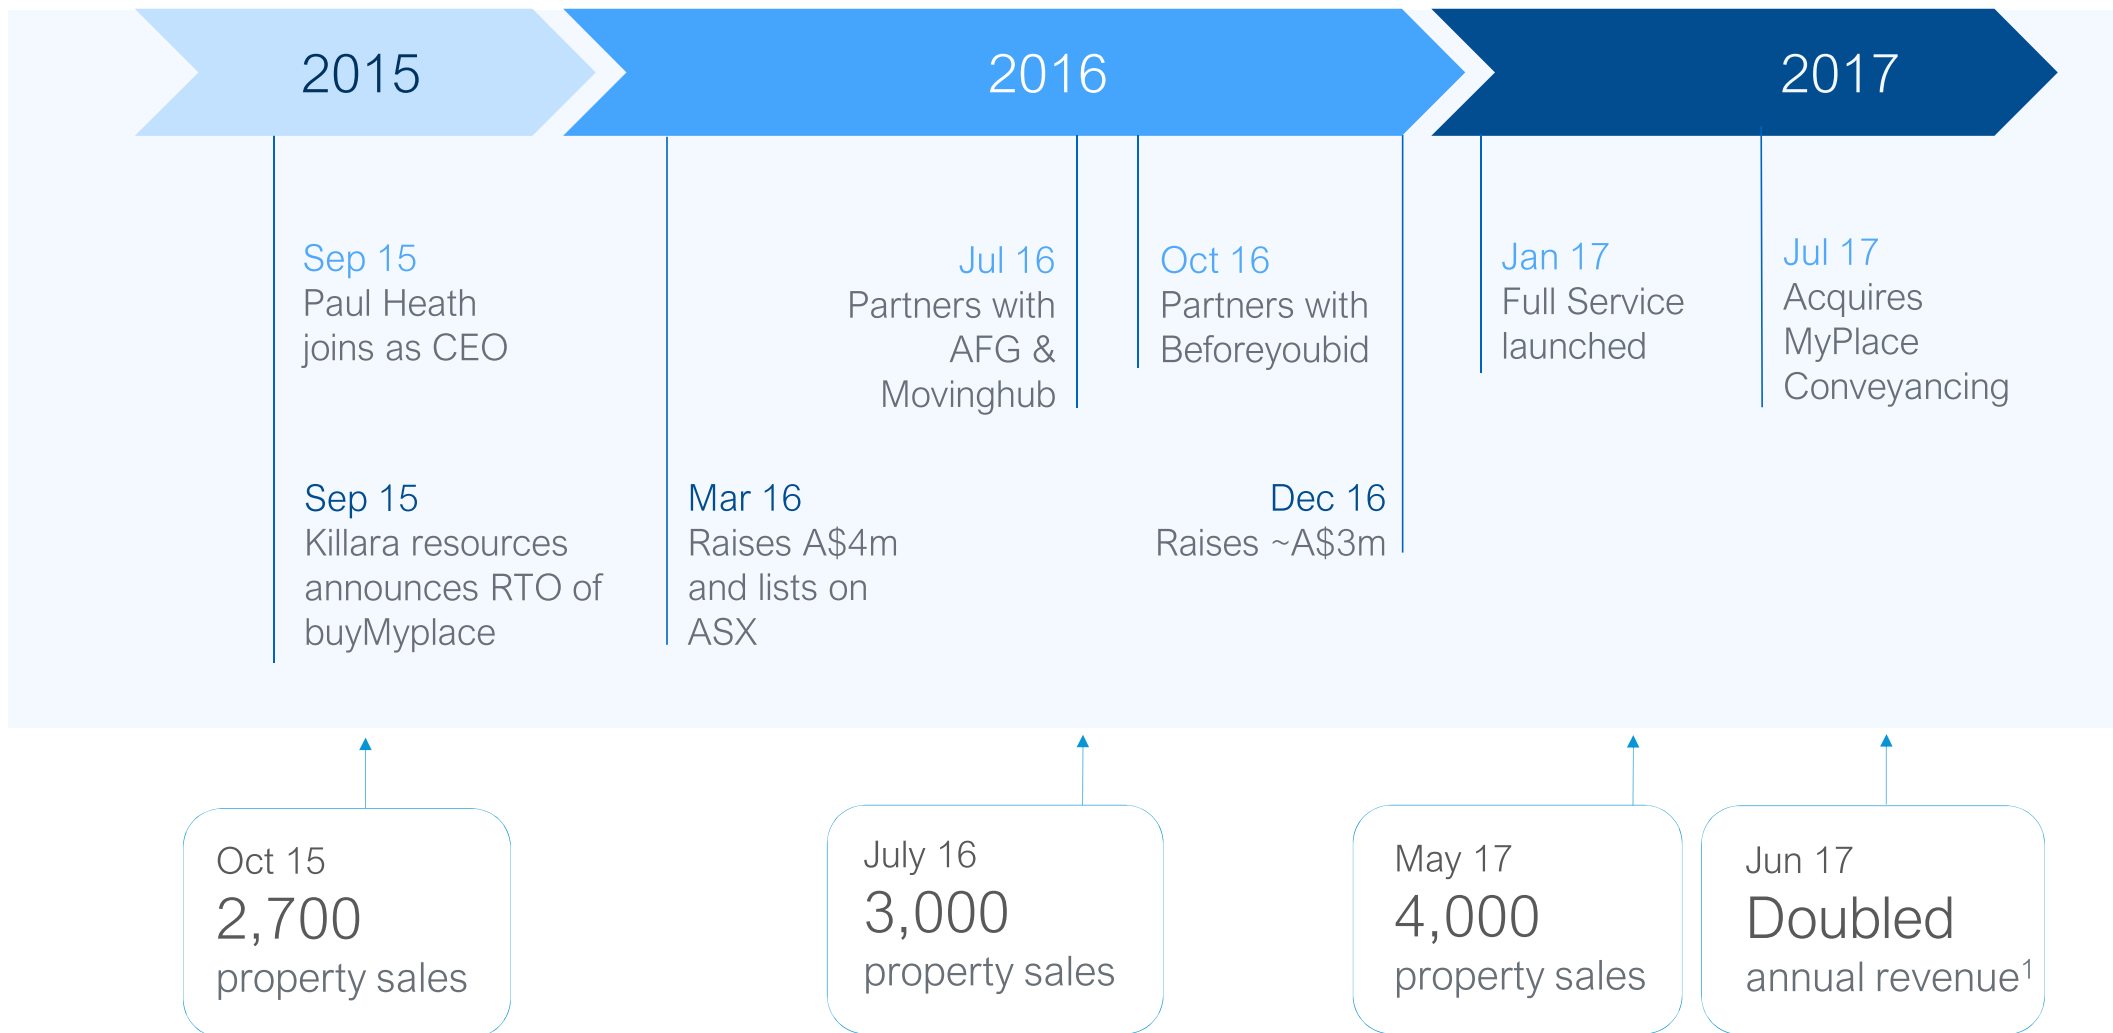 2015
2016
2017
Sep 15
Paul Heath
joins as CEO
Jul 16
Partners with
AFG &
Movinghub
Oct 16
Partners with
Beforeyoubid
Jan 17
Full Service
launched
Jul 17
Acquires
MyPlace
Conveyancing
Sep 15
Killara resources
announces RTO of
buyMyplace
Mar 16
Raises A$4m
and lists on
ASX
Dec 16
Raises ~A$3m
Oct 15
2,700
property sales
July 16
3,000
property sales
May 17
4,000
property sales
Jun 17
Doubled
annual revenue¹